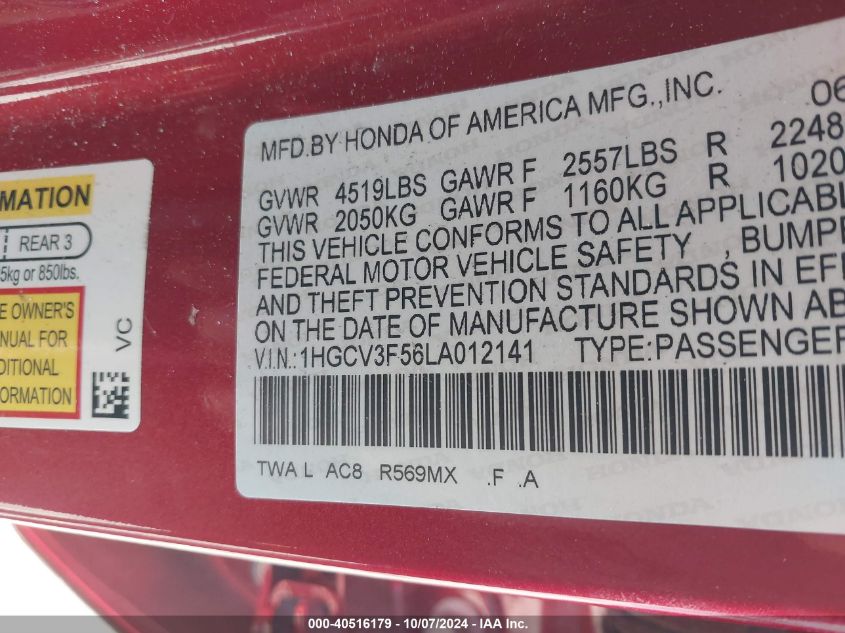 MATION
REAR 3
5kg or 850lbs.
E OWNER'S
ANUAL FOR
DITIONAL
FORMATION
VC
MFD.BY HONDA OF AMERICA MFG.,INC. 06
GVWR 4519LBS GAWR F 2557LBS R 2248
GVWR 2050KG GAWR F 1160KG R 1020
THIS VEHICLE CONFORMS TO ALL APPLICABL
FEDERAL MOTOR VEHICLE SAFETY , BUMPE
AND THEFT PREVENTION STANDARDS IN EFF
ON THE DATE OF MANUFACTURE SHOWN AB
V.I.N.:1HGCV3F56LA012141 TYPE:PASSENGER
TWA L AC8 R569MX .F .A
000-40516179 - 10/07/2024 - IAA Inc.